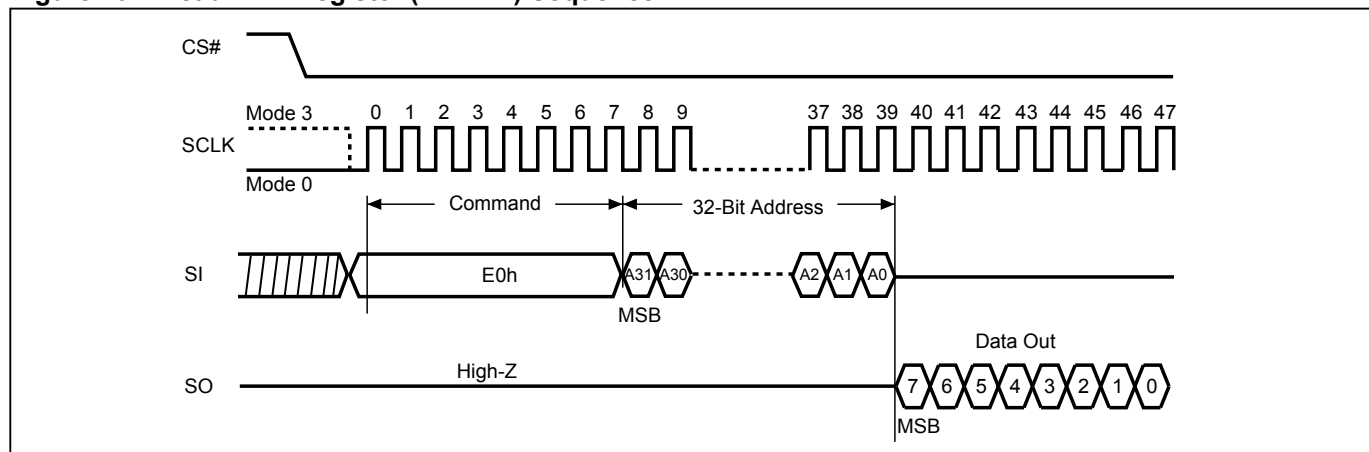 CS#
Mode 3
0 1 2 3 4 5 6 7 8 9 37 38 39 40 41 42 43 44 45 46 47
SCLK
Mode 0
Command 32-Bit Address
SI E0h A31 A30 A2 A1 A0
MSB
Data Out
High-Z
SO 7 6 5 4 3 2 1 0
MSB